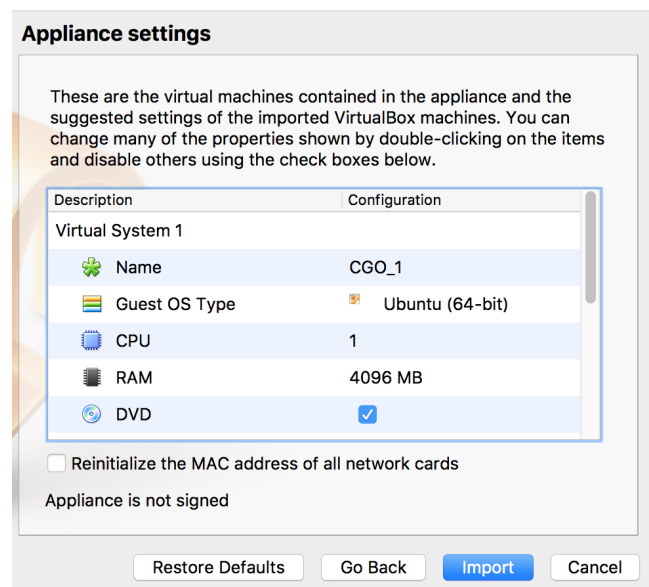 Appliance settings
These are the virtual machines contained in the appliance and the
suggested settings of the imported VirtualBox machines. You can
change many of the properties shown by double-clicking on the items
and disable others using the check boxes below.
Description Configuration
Virtual System 1
Name CGO_1
Guest OS Type Ubuntu (64-bit)
CPU 1
RAM 4096 MB
DVD
Reinitialize the MAC address of all network cards
Appliance is not signed
Restore Defaults Go Back Import Cancel